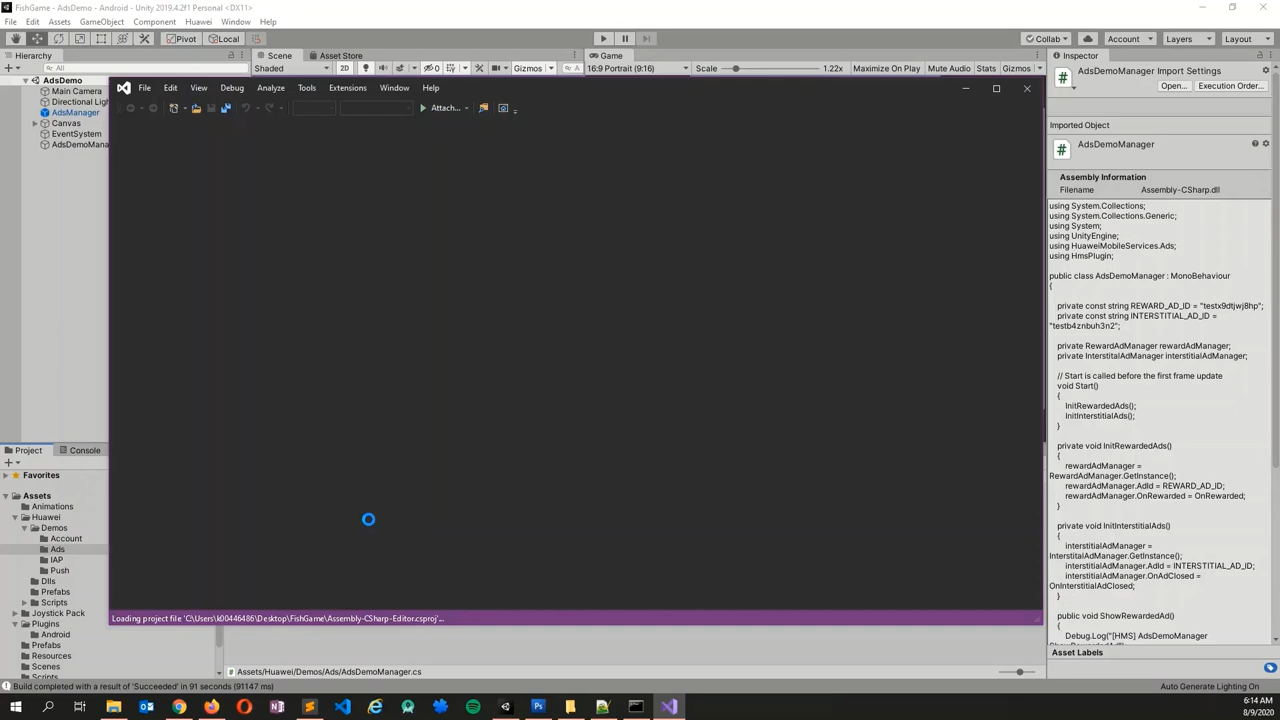 FishGame - AdsDemo - Android - Unity 2019.4.2f1 Personal <DX11>
File Edit Assets GameObject Component Huawei Window Help
Pivot Local Collab Account Layers Layout
Hierarchy Scene Asset Store Game Inspector
All Shaded 2D 0 Gizmos 16:9 Portrait (9:16) Scale 1.22x Maximize On Play Mute Audio Stats Gizmos
AdsDemo
Main Camera
Directional Ligh
AdsManager
Canvas
EventSystem
AdsDemoMana
File Edit View Git Debug Analyze Tools Extensions Window Help
Attach...
Loading project file 'C:\Users\k00446486\Desktop\FishGame\Assembly-CSharp-Editor.csproj'...
AdsDemoManager Import Settings
Open... Execution Order...
Imported Object
AdsDemoManager
Assembly Information
Filename Assembly-CSharp.dll
using System.Collections;
using System.Collections.Generic;
using System;
using UnityEngine;
using HuaweiMobileServices.Ads;
using HmsPlugin;
public class AdsDemoManager : MonoBehaviour
{
private const string REWARD_AD_ID = "testx9dtjwj8hp";
private const string INTERSTITIAL_AD_ID =
"testb4znbuh3n2";
private RewardAdManager rewardAdManager;
private InterstitalAdManager interstitialAdManager;
// Start is called before the first frame update
void Start()
{
InitRewardedAds();
InitInterstitialAds();
}
private void InitRewardedAds()
{
rewardAdManager =
RewardAdManager.GetInstance();
rewardAdManager.AdId = REWARD_AD_ID;
rewardAdManager.OnRewarded = OnRewarded;
}
private void InitInterstitialAds()
{
interstitialAdManager =
InterstitalAdManager.GetInstance();
interstitialAdManager.AdId = INTERSTITIAL_AD_ID;
interstitialAdManager.OnAdClosed =
OnInterstitialAdClosed;
}
public void ShowRewardedAd()
{
Debug.Log("[HMS] AdsDemoManager
Asset Labels
Project Console
Favorites
Assets
Animations
Huawei
Demos
Account
Ads
IAP
Push
Dlls
Prefabs
Scripts
Joystick Pack
Plugins
Android
Prefabs
Resources
Scenes
Scripts
Assets/Huawei/Demos/Ads/AdsDemoManager.cs
Build completed with a result of 'Succeeded' in 91 seconds (91147 ms)
Auto Generate Lighting On
6:14 AM
8/9/2020